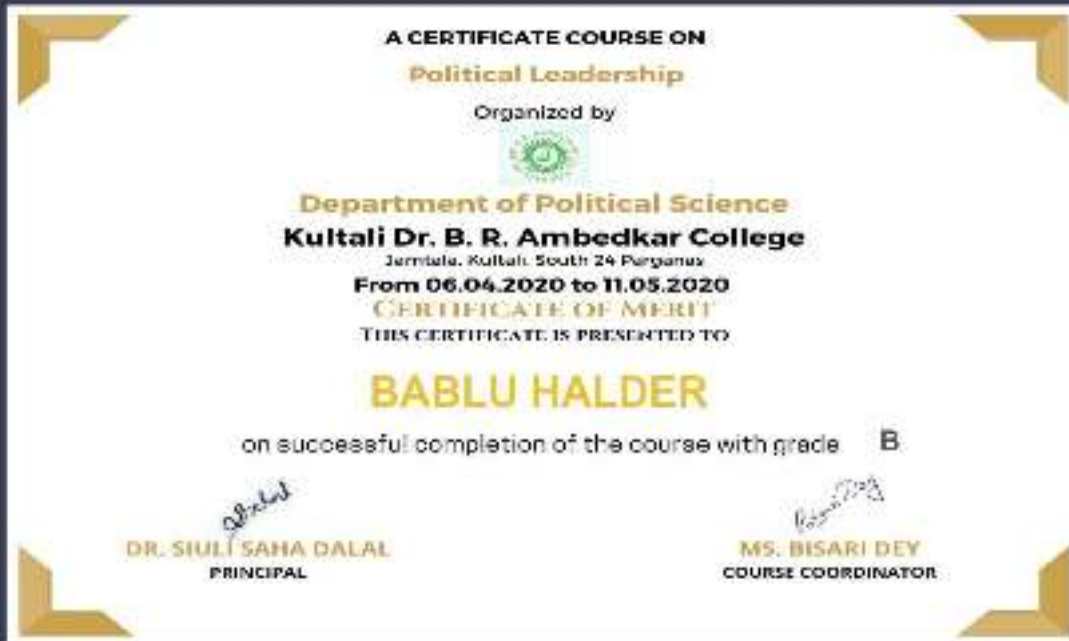 A CERTIFICATE COURSE ON
Political Leadership
Organized by
Department of Political Science
Kultali Dr. B. R. Ambedkar College
Jamtala, Kultali, South 24 Parganas
From 06.04.2020 to 11.05.2020
CERTIFICATE OF MERIT
THIS CERTIFICATE IS PRESENTED TO
BABLU HALDER
on successful completion of the course with grade B
DR. SIULI SAHA DALAL
PRINCIPAL
MS. BISARI DEY
COURSE COORDINATOR